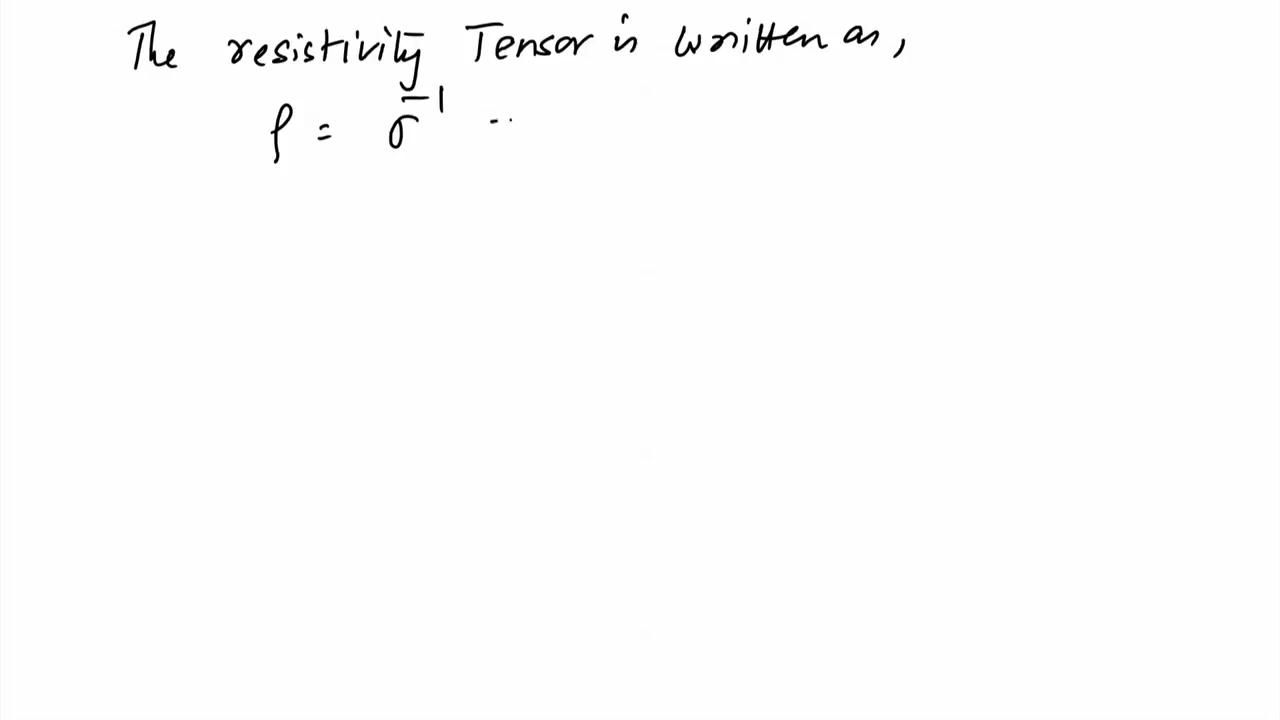 The resistivity Tensor is written as,
ρ = σ⁻¹ --